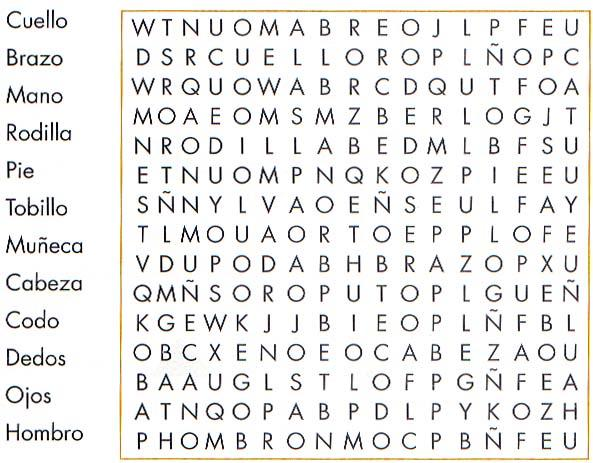 Cuello
Brazo
Mano
Rodilla
Pie
Tobillo
Muñeca
Cabeza
Codo
Dedos
Ojos
Hombro
W T N U O M A B R E O J L P F E U
D S R C U E L L O R O P L Ñ O P C
W R Q U O W A B R C D Q U T F O A
M O A E O M S M Z B E R L O G J T
N R O D I L L A B E D M L B F S U
E T N U O M P N Q K O Z P I E E U
S Ñ N Y L V A O E Ñ S E U L F A Y
T L M O U A O R T O E P P L O F E
V D U P O D A B H B R A Z O P X U
Q M Ñ S O R O P U T O P L G U E Ñ
K G E W K J J B I E O P L Ñ F B L
O B C X E N O E O C A B E Z A O U
B A A U G L S T L O F P G Ñ F E A
A T N Q O P A B P D L P Y K O Z H
P H O M B R O N M O C P B Ñ F E U